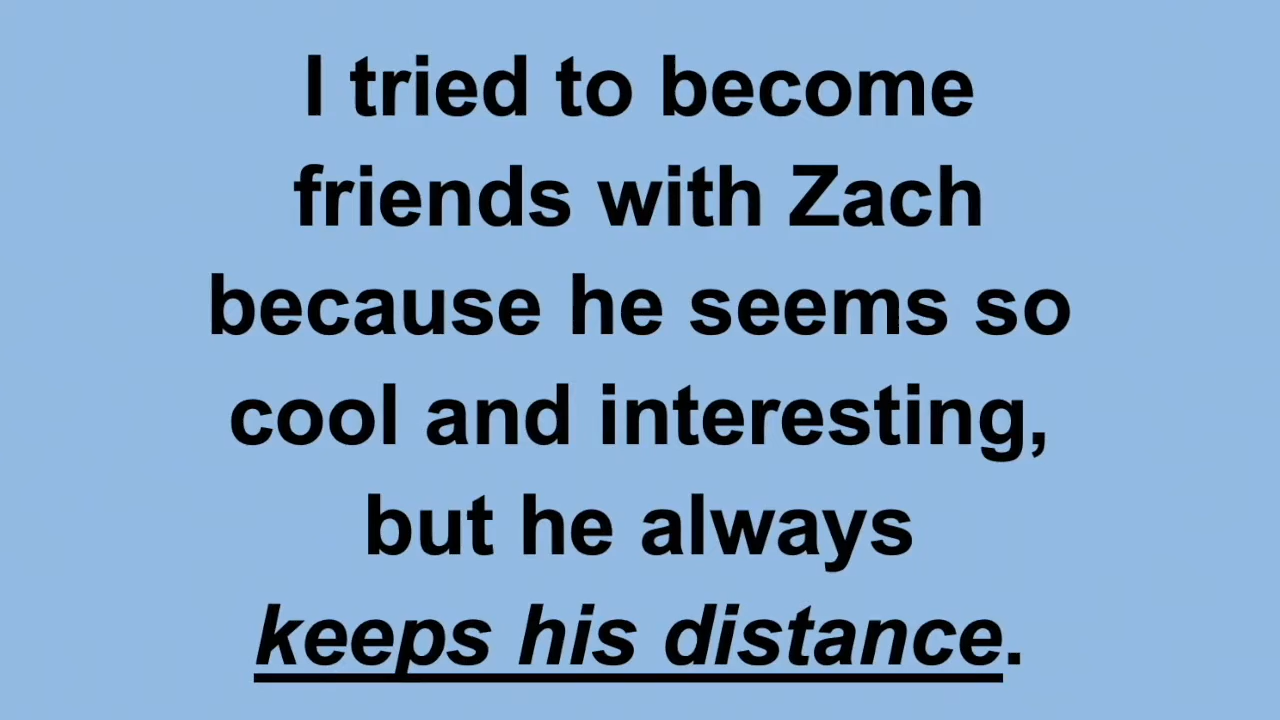 I tried to become
friends with Zach
because he seems so
cool and interesting,
but he always
keeps his distance.